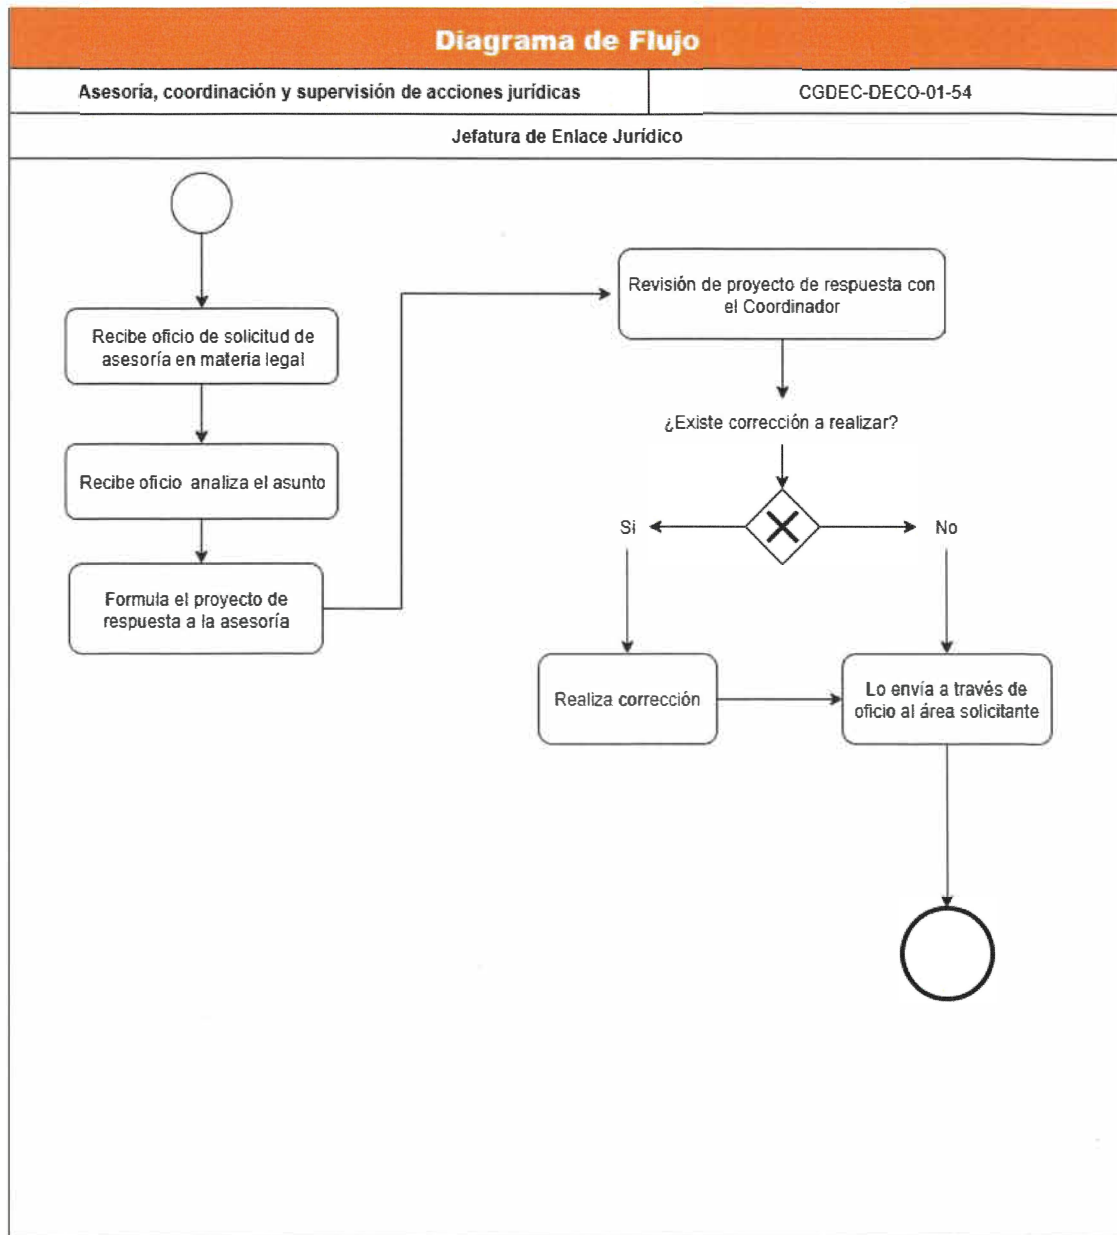 Diagrama de Flujo
Asesoría, coordinación y supervisión de acciones jurídicas
CGDEC-DECO-01-54
Jefatura de Enlace Jurídico
Recibe oficio de solicitud de
asesoría en materia legal
Recibe oficio analiza el asunto
Formula el proyecto de
respuesta a la asesoría
Revisión de proyecto de respuesta con
el Coordinador
¿Existe corrección a realizar?
Si
No
Realiza corrección
Lo envía a través de
oficio al área solicitante